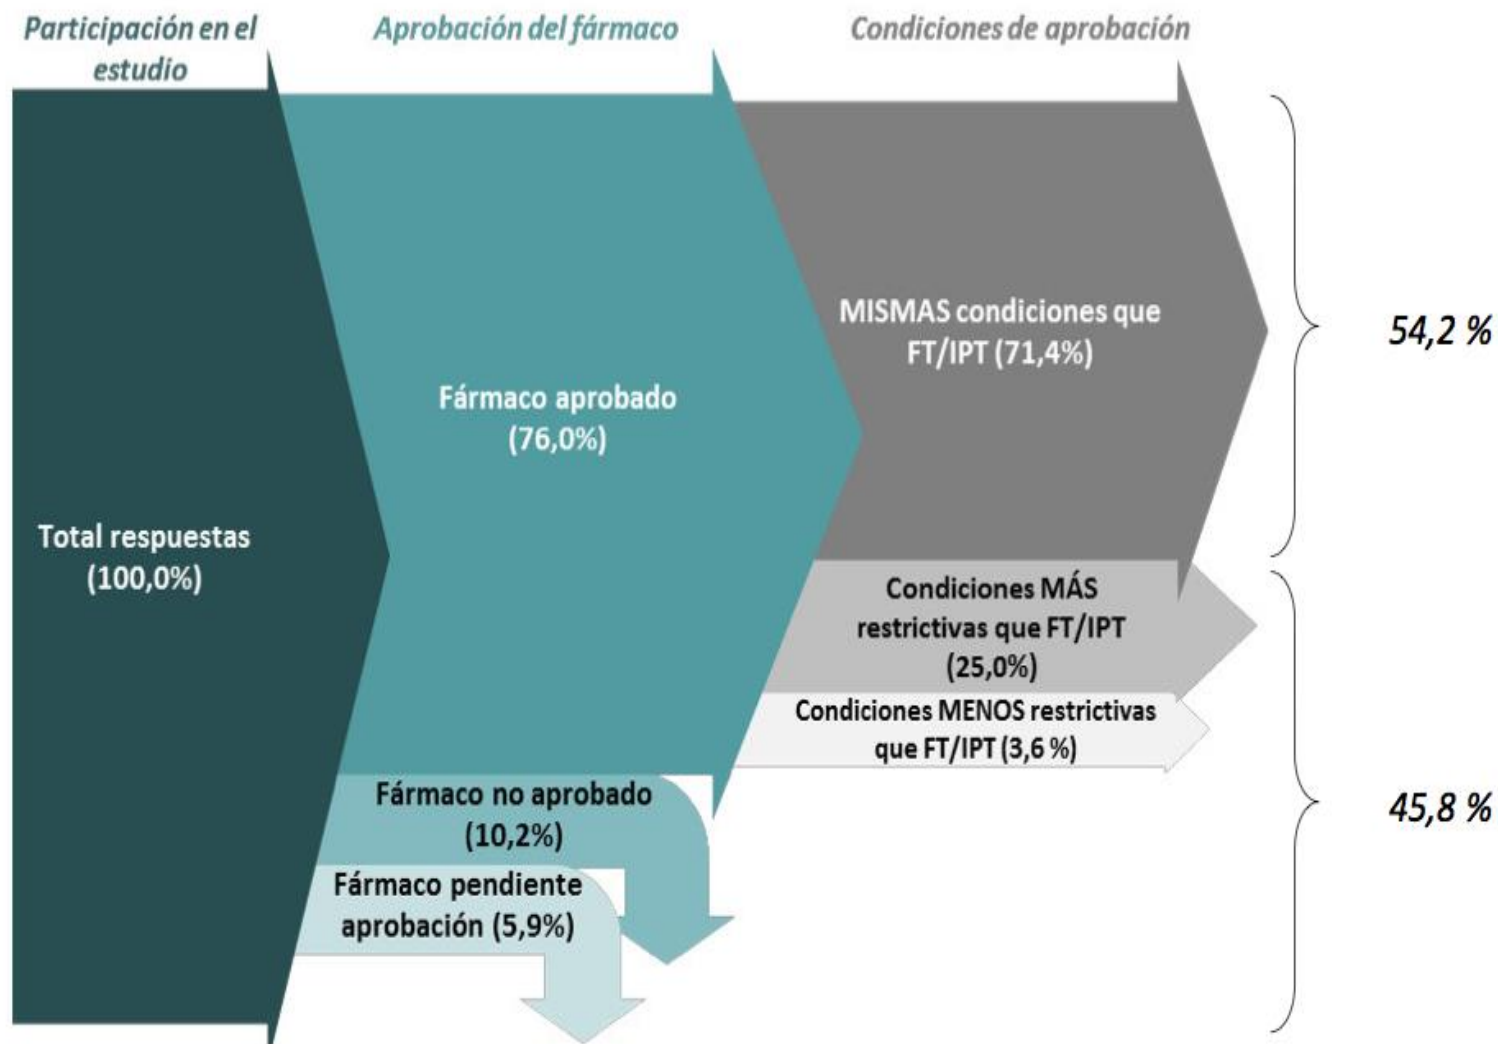 Participación en el
estudio
Aprobación del fármaco
Condiciones de aprobación
Total respuestas
(100,0%)
Fármaco aprobado
(76,0%)
MISMAS condiciones que
FT/IPT (71,4%)
Condiciones MÁS
restrictivas que FT/IPT
(25,0%)
Condiciones MENOS restrictivas
que FT/IPT (3,6 %)
Fármaco no aprobado
(10,2%)
Fármaco pendiente
aprobación (5,9%)
54,2 %
45,8 %